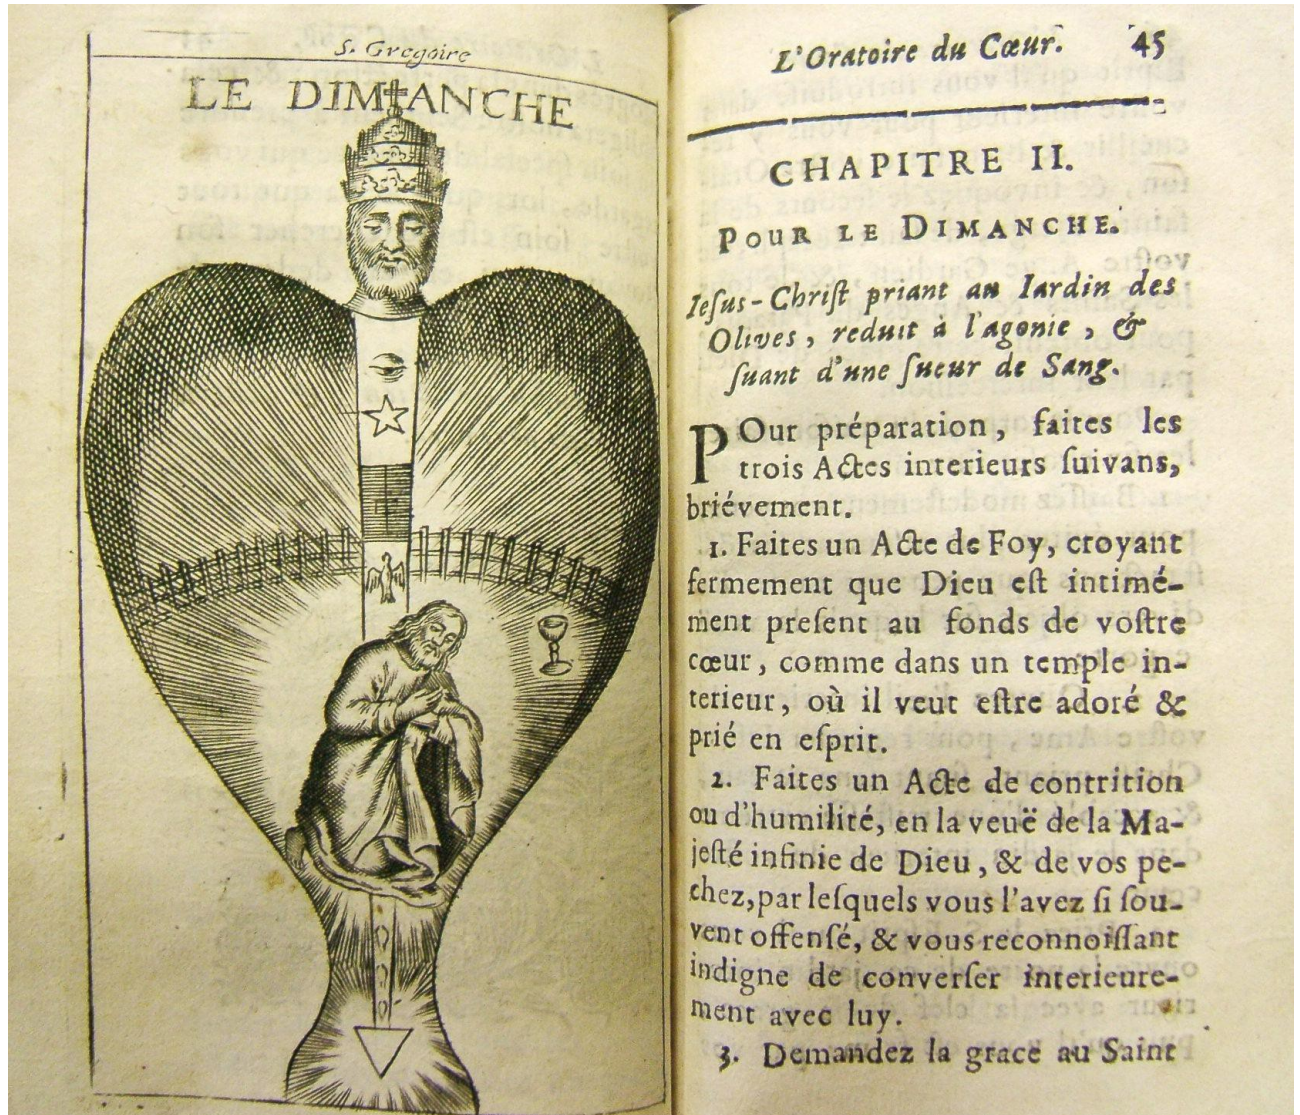 S. Gregoire
LE DIMANCHE
L'Oratoire du Cœur. 45
CHAPITRE II.
POUR LE DIMANCHE.
Ieſus-Chriſt priant au Iardin des
Olives, reduit à l'agonie, &
ſuant d'une ſueur de Sang.
POur préparation, faites les
trois Actes interieurs ſuivans,
briévement.
1. Faites un Acte de Foy, croyant
fermement que Dieu eſt intimé-
ment preſent au fonds de voſtre
cœur, comme dans un temple in-
terieur, où il veut eſtre adoré &
prié en eſprit.
2. Faites un Acte de contrition
ou d'humilité, en la veuë de la Ma-
jeſté infinie de Dieu, & de vos pe-
chez, par leſquels vous l'avez ſi ſou-
vent offenſé, & vous reconnoiſſant
indigne de converſer interieure-
ment avec luy.
3. Demandez la grace au Saint